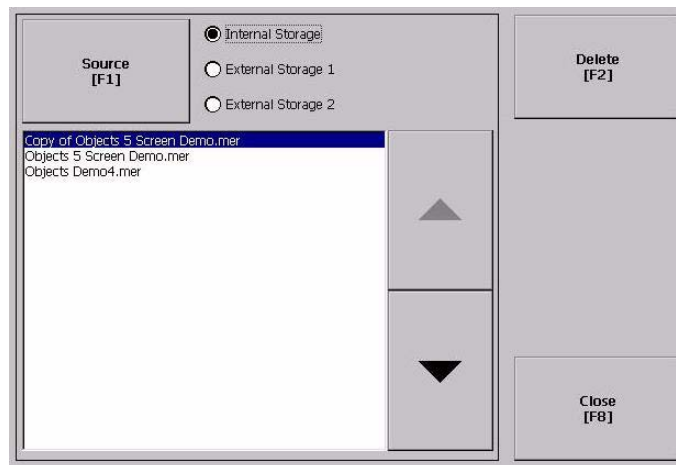 Source
[F1]
Internal Storage
External Storage 1
External Storage 2
Delete
[F2]
Copy of Objects 5 Screen Demo.mer
Objects 5 Screen Demo.mer
Objects Demo4.mer
Close
[F8]